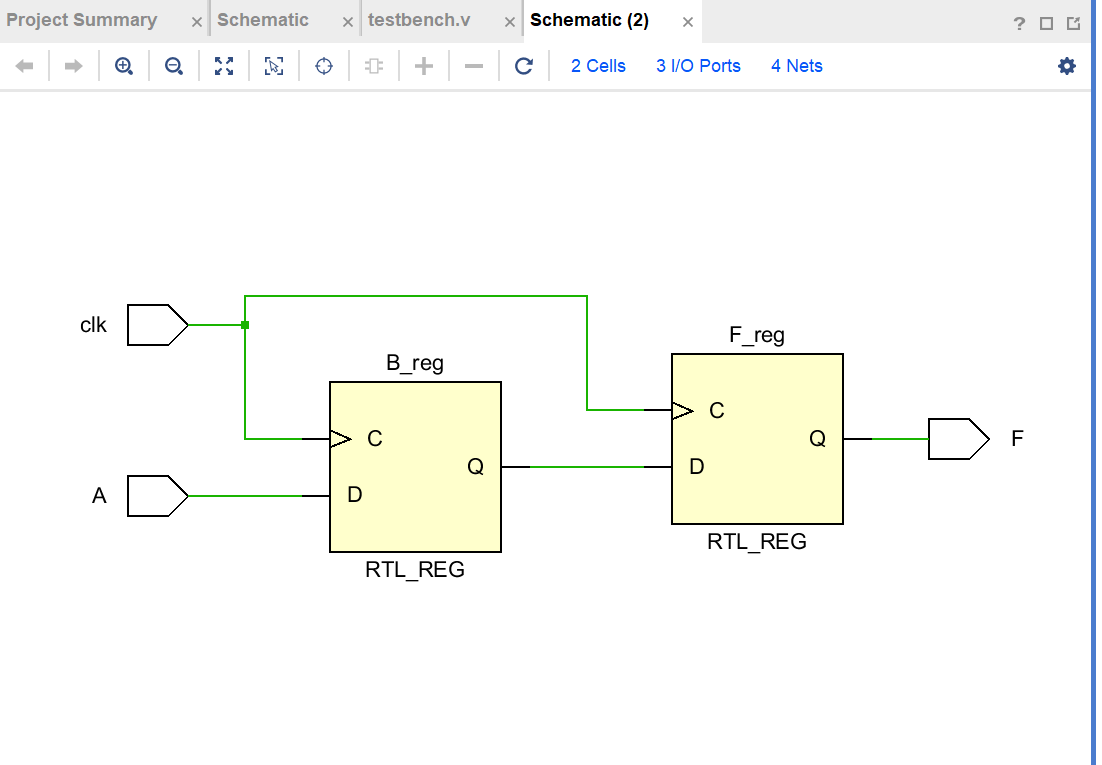 Project Summary × Schematic × testbench.v × Schematic (2) × ?
2 Cells 3 I/O Ports 4 Nets
clk
F_reg
B_reg
C
C
Q
F
Q
D
A
D
RTL_REG
RTL_REG